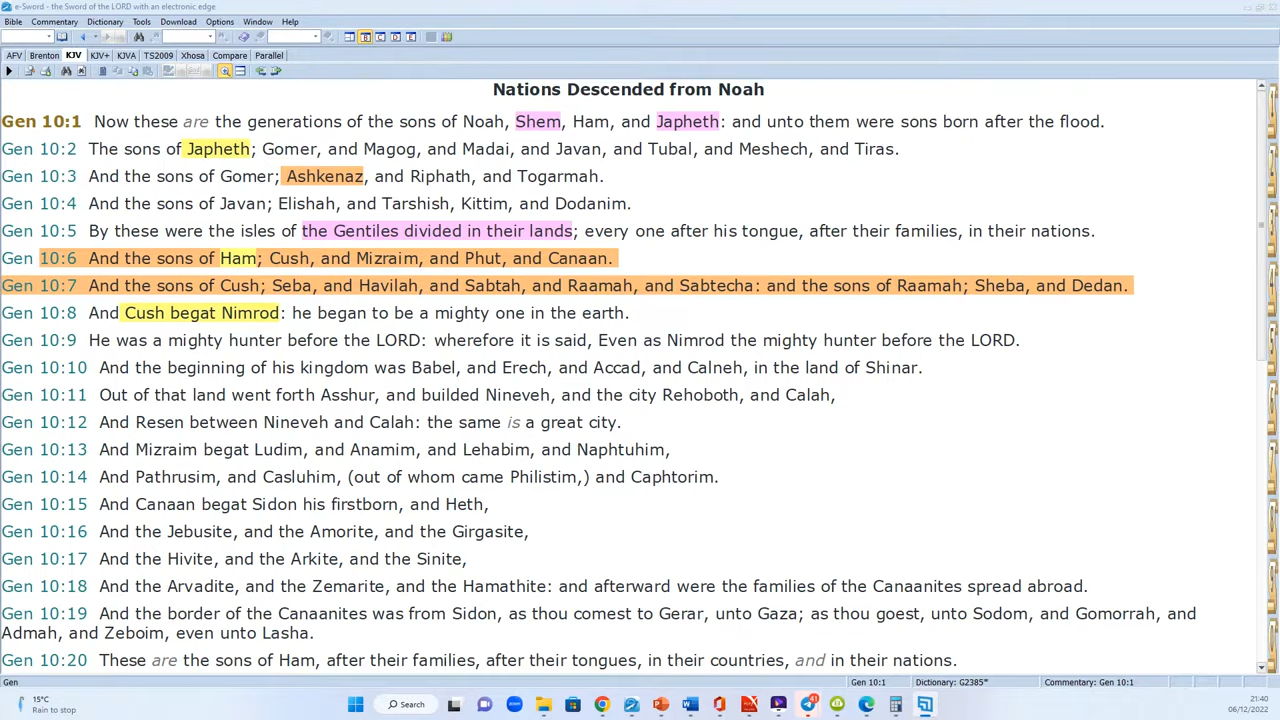 e-Sword - the Sword of the LORD with an electronic edge
Bible Commentary Dictionary Tools Download Options Window Help
B C D E
AFV Brenton KJV KJV+ KJVA TS2009 Xhosa Compare Parallel
Nations Descended from Noah
Gen 10:1 Now these are the generations of the sons of Noah, Shem, Ham, and Japheth: and unto them were sons born after the flood.
Gen 10:2 The sons of Japheth; Gomer, and Magog, and Madai, and Javan, and Tubal, and Meshech, and Tiras.
Gen 10:3 And the sons of Gomer; Ashkenaz, and Riphath, and Togarmah.
Gen 10:4 And the sons of Javan; Elishah, and Tarshish, Kittim, and Dodanim.
Gen 10:5 By these were the isles of the Gentiles divided in their lands; every one after his tongue, after their families, in their nations.
Gen 10:6 And the sons of Ham; Cush, and Mizraim, and Phut, and Canaan.
Gen 10:7 And the sons of Cush; Seba, and Havilah, and Sabtah, and Raamah, and Sabtecha: and the sons of Raamah; Sheba, and Dedan.
Gen 10:8 And Cush begat Nimrod: he began to be a mighty one in the earth.
Gen 10:9 He was a mighty hunter before the LORD: wherefore it is said, Even as Nimrod the mighty hunter before the LORD.
Gen 10:10 And the beginning of his kingdom was Babel, and Erech, and Accad, and Calneh, in the land of Shinar.
Gen 10:11 Out of that land went forth Asshur, and builded Nineveh, and the city Rehoboth, and Calah,
Gen 10:12 And Resen between Nineveh and Calah: the same is a great city.
Gen 10:13 And Mizraim begat Ludim, and Anamim, and Lehabim, and Naphtuhim,
Gen 10:14 And Pathrusim, and Casluhim, (out of whom came Philistim,) and Caphtorim.
Gen 10:15 And Canaan begat Sidon his firstborn, and Heth,
Gen 10:16 And the Jebusite, and the Amorite, and the Girgasite,
Gen 10:17 And the Hivite, and the Arkite, and the Sinite,
Gen 10:18 And the Arvadite, and the Zemarite, and the Hamathite: and afterward were the families of the Canaanites spread abroad.
Gen 10:19 And the border of the Canaanites was from Sidon, as thou comest to Gerar, unto Gaza; as thou goest, unto Sodom, and Gomorrah, and
Admah, and Zeboim, even unto Lasha.
Gen 10:20 These are the sons of Ham, after their families, after their tongues, in their countries, and in their nations.
Gen Gen 10:1 Dictionary: G2385* Commentary: Gen 10:1
15°C
Rain to stop
Search
41
21:40
06/12/2022